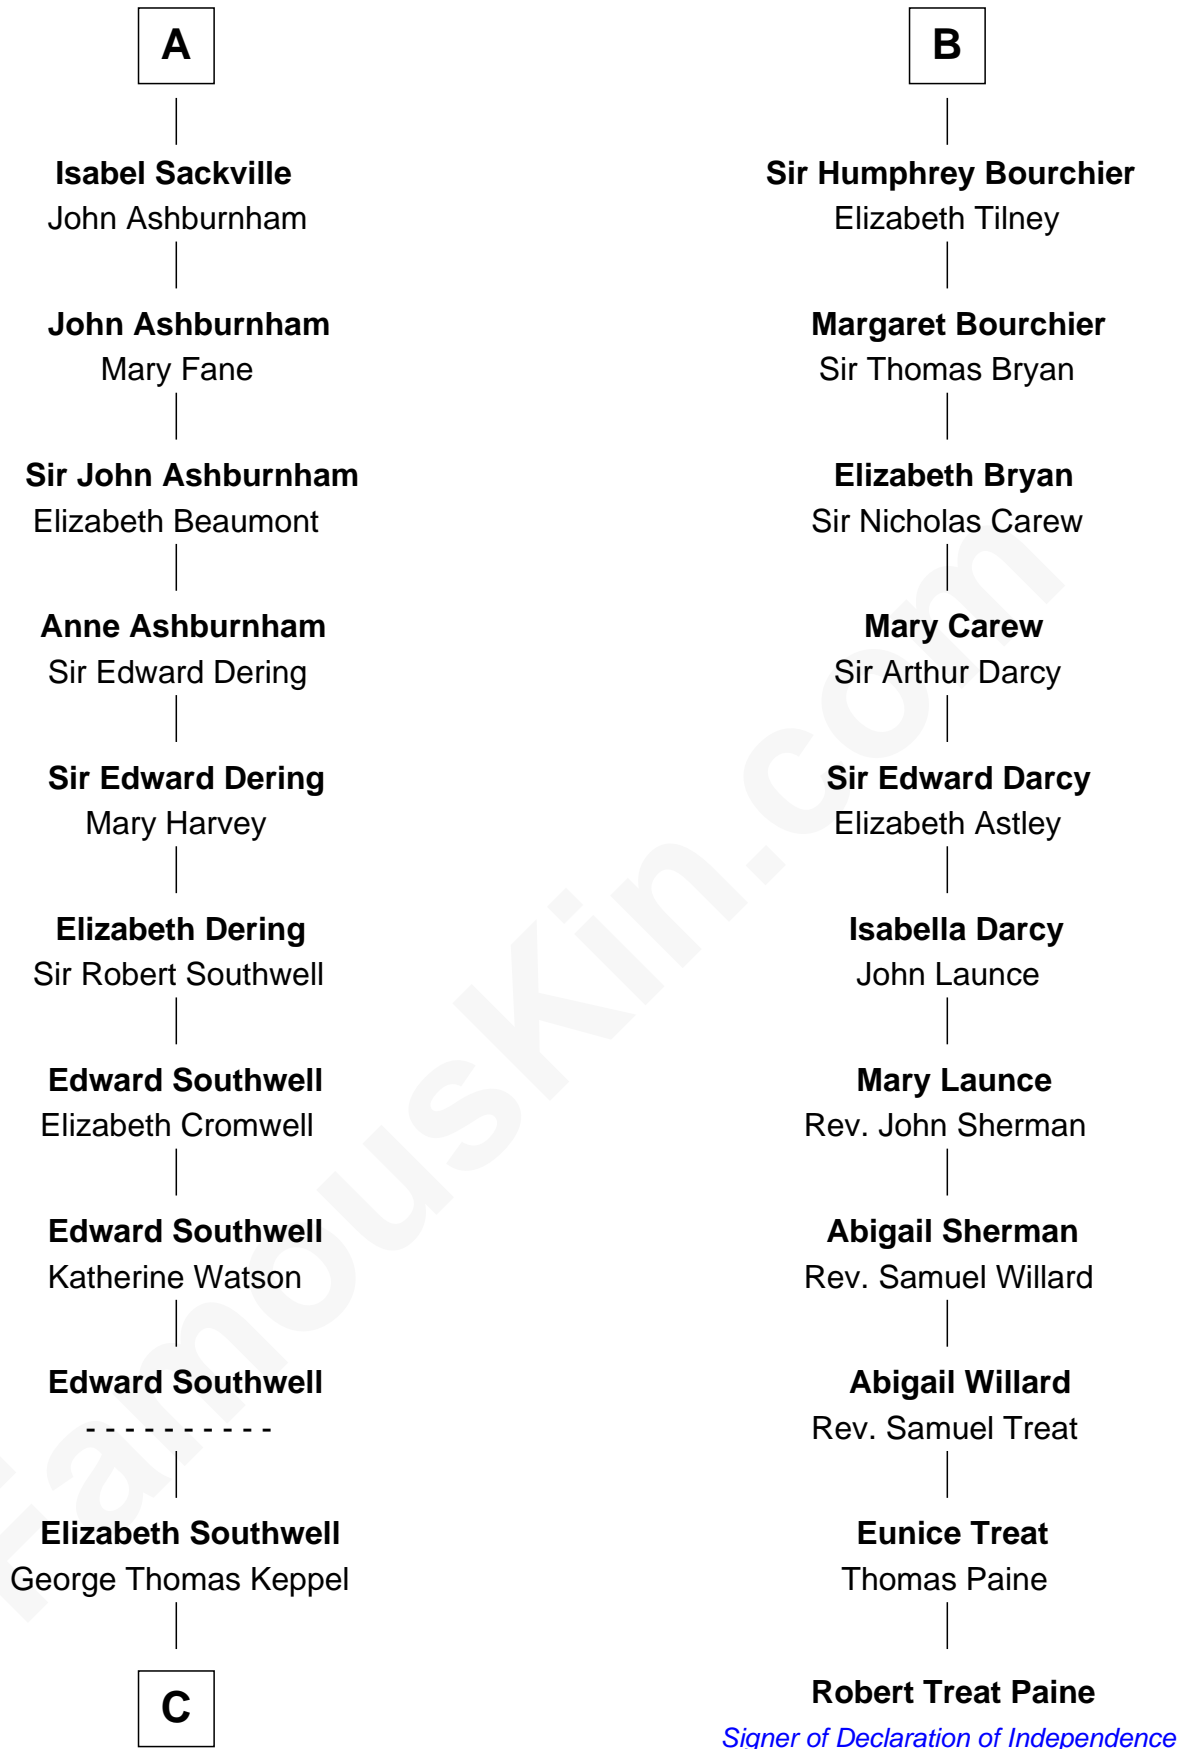 A
Isabel Sackville
John Ashburnham
John Ashburnham
Mary Fane
Sir John Ashburnham
Elizabeth Beaumont
Anne Ashburnham
Sir Edward Dering
Sir Edward Dering
Mary Harvey
Elizabeth Dering
Sir Robert Southwell
Edward Southwell
Elizabeth Cromwell
Edward Southwell
Katherine Watson
Edward Southwell
- - - - - - - - - -
Elizabeth Southwell
George Thomas Keppel
C
B
Sir Humphrey Bourchier
Elizabeth Tilney
Margaret Bourchier
Sir Thomas Bryan
Elizabeth Bryan
Sir Nicholas Carew
Mary Carew
Sir Arthur Darcy
Sir Edward Darcy
Elizabeth Astley
Isabella Darcy
John Launce
Mary Launce
Rev. John Sherman
Abigail Sherman
Rev. Samuel Willard
Abigail Willard
Rev. Samuel Treat
Eunice Treat
Thomas Paine
Robert Treat Paine
Signer of Declaration of Independence
FamousKin.com